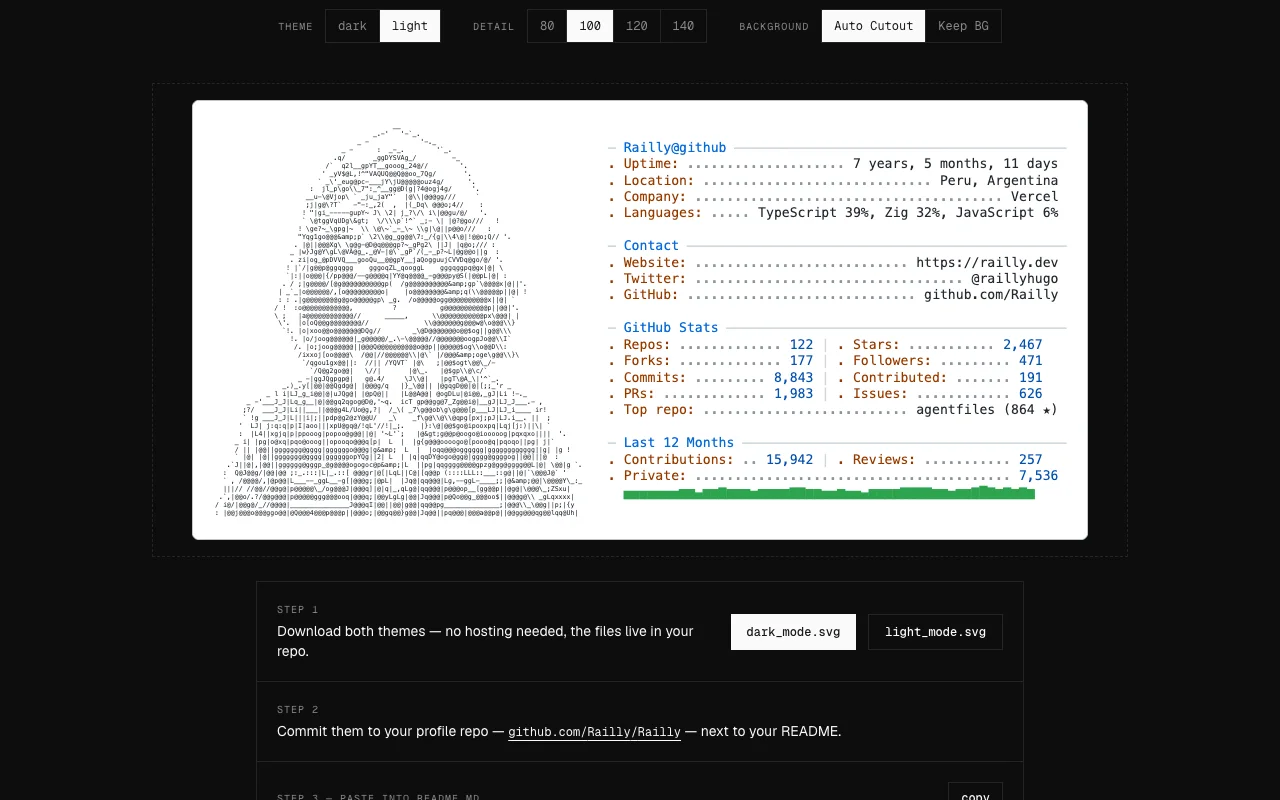 THEME dark light DETAIL 80 100 120 140 BACKGROUND Auto Cutout Keep BG
— Railly@github
. Uptime: .................... 7 years, 5 months, 11 days
. Location: ............................. Peru, Argentina
. Company: ...................................... Vercel
. Languages: ..... TypeScript 39%, Zig 32%, JavaScript 6%
— Contact
. Website: ........................... https://railly.dev
. Twitter: .................................. @raillyhugo
. GitHub: ............................ github.com/Railly
— GitHub Stats
. Repos: ............. 122 | . Stars: ........... 2,467
. Forks: ............. 177 | . Followers: ......... 471
. Commits: ......... 8,843 | . Contributed: ....... 191
. PRs: ............. 1,983 | . Issues: ............ 626
. Top repo: ........................... agentfiles (864 ★)
— Last 12 Months
. Contributions: .. 15,942 | . Reviews: ........... 257
. Private: ........................................ 7,536
STEP 1
Download both themes — no hosting needed, the files live in your
repo.
dark_mode.svg light_mode.svg
STEP 2
Commit them to your profile repo — github.com/Railly/Railly — next to your README.
STEP 3 — PASTE INTO README.MD
copy